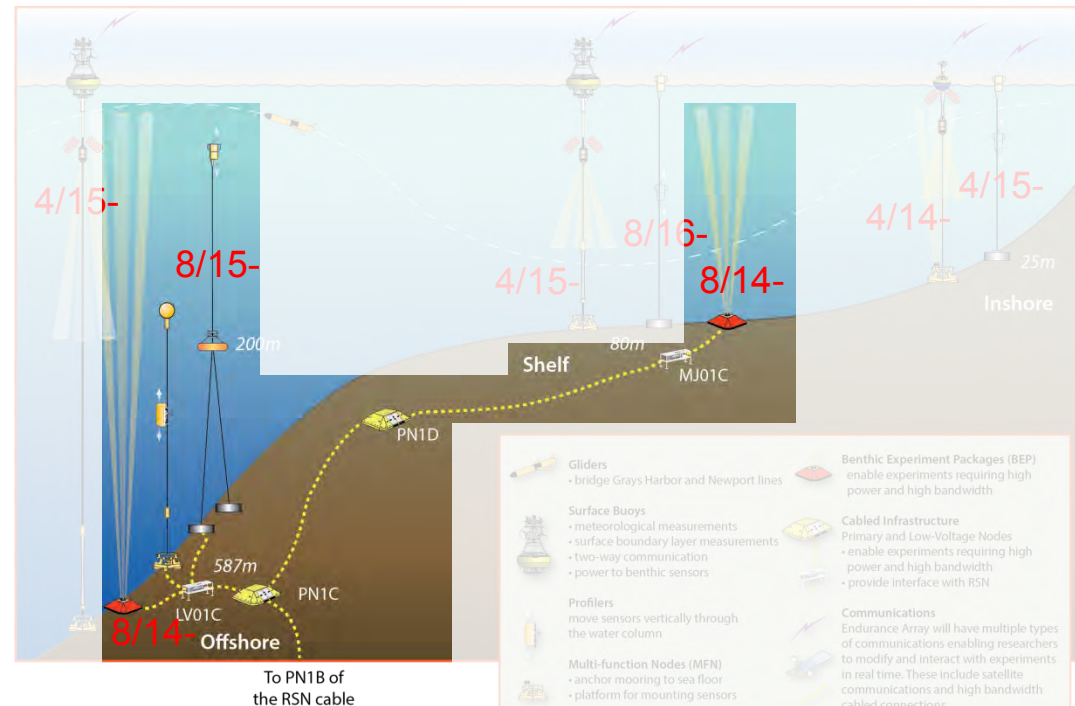 4/15-
8/15-
4/15-
8/16-
8/14-
4/14-
4/15-
25m
Inshore
200m
80m
Shelf
MJ01C
PN1D
587m
PN1C
LV01C
8/14-
Offshore
To PN1B of
the RSN cable
Gliders
• bridge Grays Harbor and Newport lines
Surface Buoys
• meteorological measurements
• surface boundary layer measurements
• two-way communication
• power to benthic sensors
Profilers
move sensors vertically through
the water column
Multi-function Nodes (MFN)
• anchor mooring to sea floor
• platform for mounting sensors
Benthic Experiment Packages (BEP)
enable experiments requiring high
power and high bandwidth
Cabled Infrastructure
Primary and Low-Voltage Nodes
• enable experiments requiring high
power and high bandwidth
• provide interface with RSN
Communications
Endurance Array will have multiple types
of communications enabling researchers
to modify and interact with experiments
in real time. These include satellite
communications and high bandwidth
cabled connections